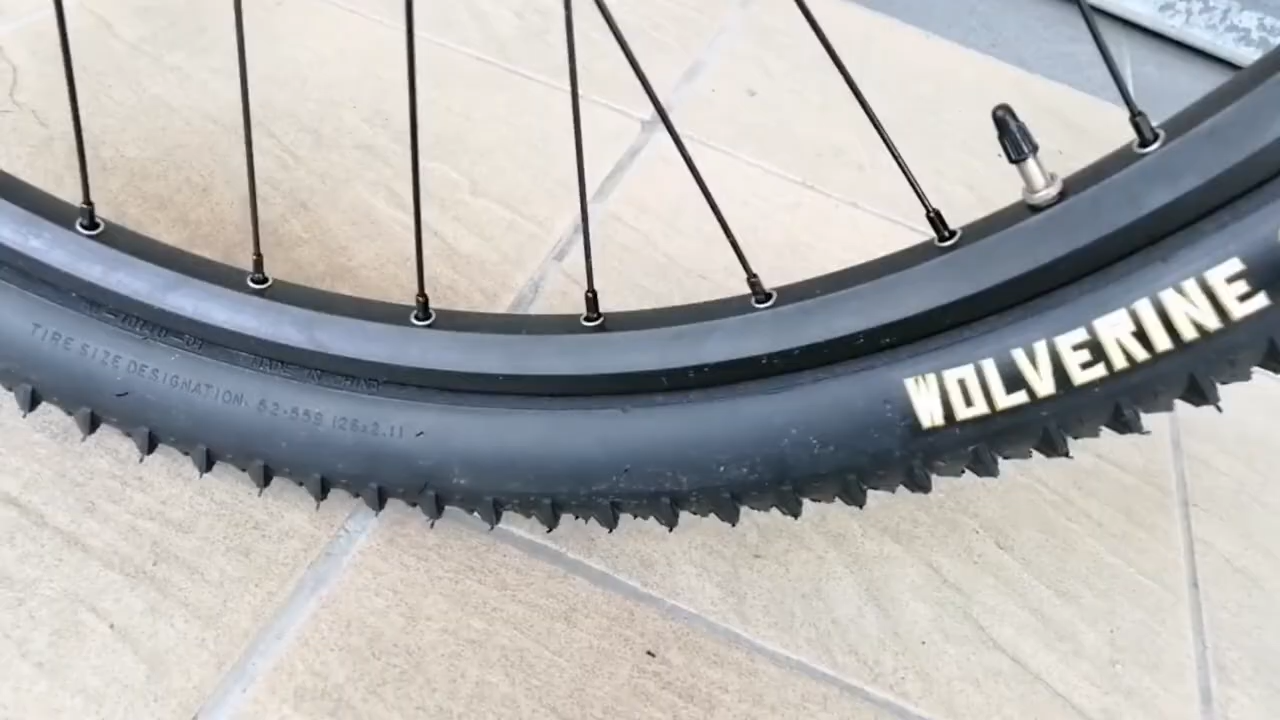 MADE IN CHINA
TIRE SIZE DESIGNATION. 52-559 (26x2.1)
WOLVERINE